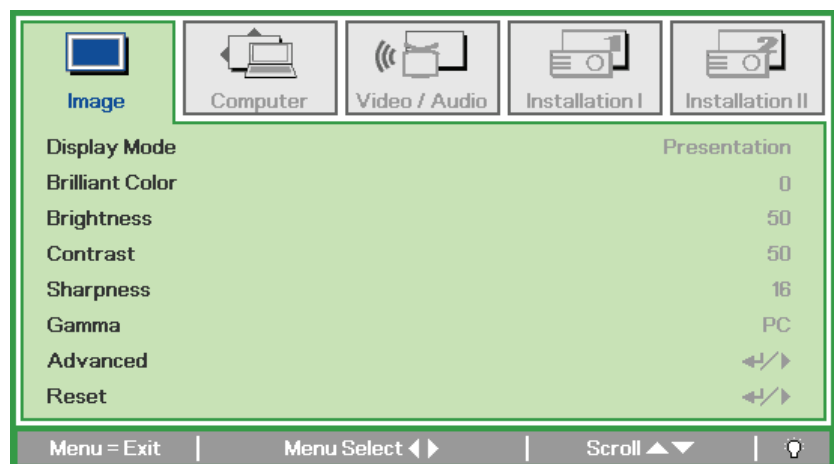 Image Computer Video / Audio Installation I Installation II
Display Mode Presentation
Brilliant Color 0
Brightness 50
Contrast 50
Sharpness 16
Gamma PC
Advanced
Reset
Menu = Exit Menu Select Scroll